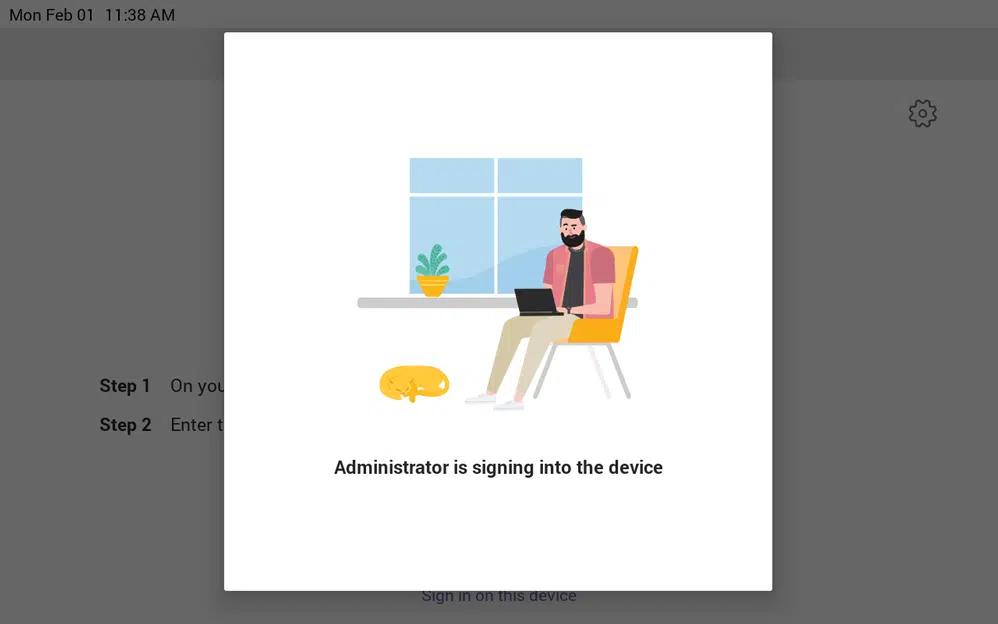 Mon Feb 01 11:38 AM
Step 1 On you
Step 2 Enter t
Administrator is signing into the device
Sign in on this device